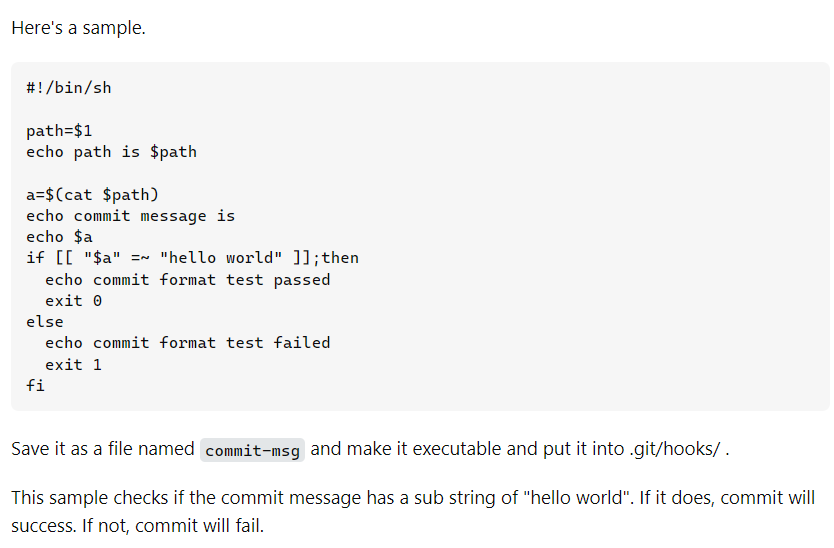 Here's a sample.
#!/bin/sh
path=$1
echo path is $path
a=$(cat $path)
echo commit message is
echo $a
if [[ "$a" =~ "hello world" ]];then
  echo commit format test passed
  exit 0
else
  echo commit format test failed
  exit 1
fi
Save it as a file named commit-msg and make it executable and put it into .git/hooks/ .
This sample checks if the commit message has a sub string of "hello world". If it does, commit will
success. If not, commit will fail.